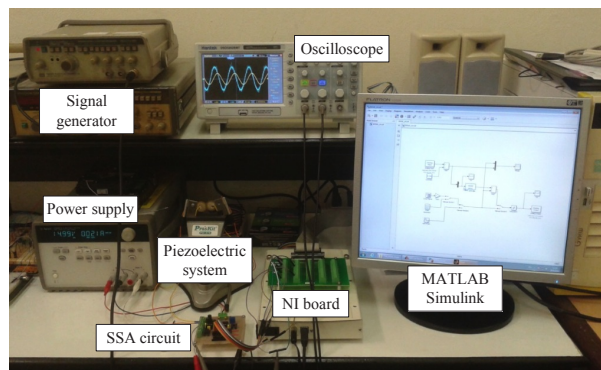 Oscilloscope
Signal
generator
Power supply
Piezoelectric
system
NI board
MATLAB
Simulink
SSA circuit